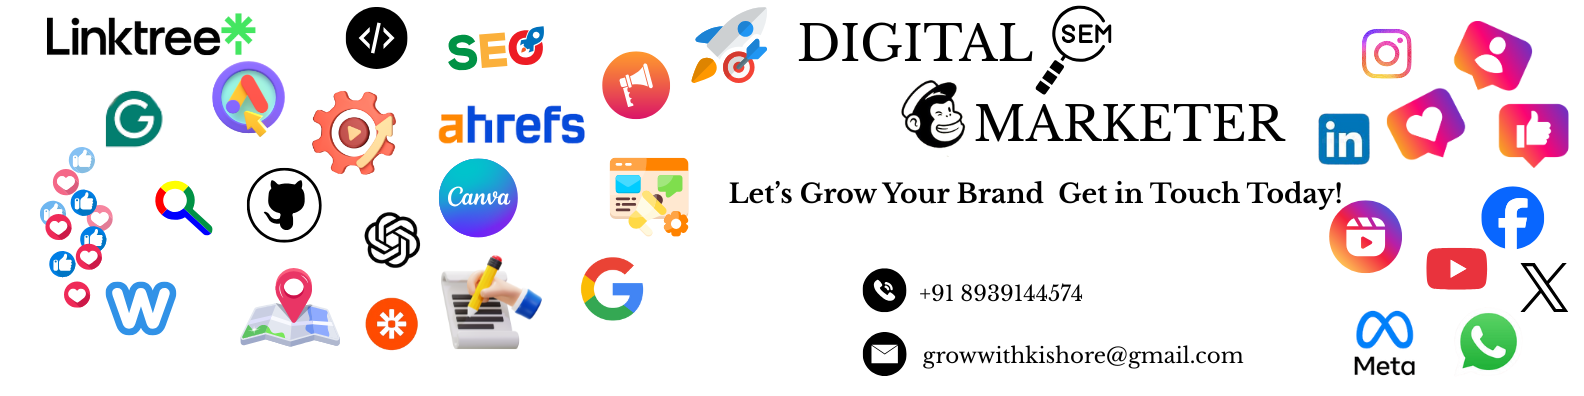 Linktree
SEO
ahrefs
Canva
G
W
G
DIGITAL
SEM
MARKETER
Let's Grow Your Brand  Get in Touch Today!
+91 8939144574
growwithkishore@gmail.com
in
f
X
Meta